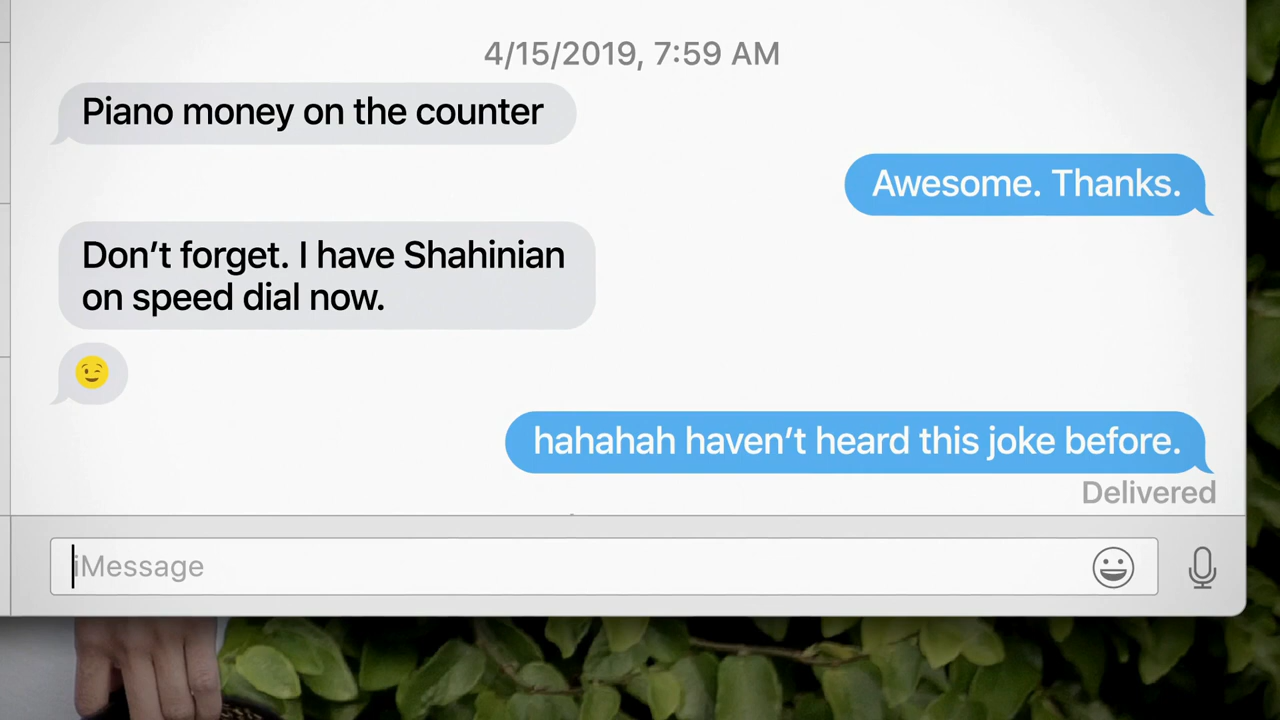 4/15/2019, 7:59 AM
Piano money on the counter
Awesome. Thanks.
Don’t forget. I have Shahinian
on speed dial now.
😉
hahahah haven’t heard this joke before.
Delivered
iMessage